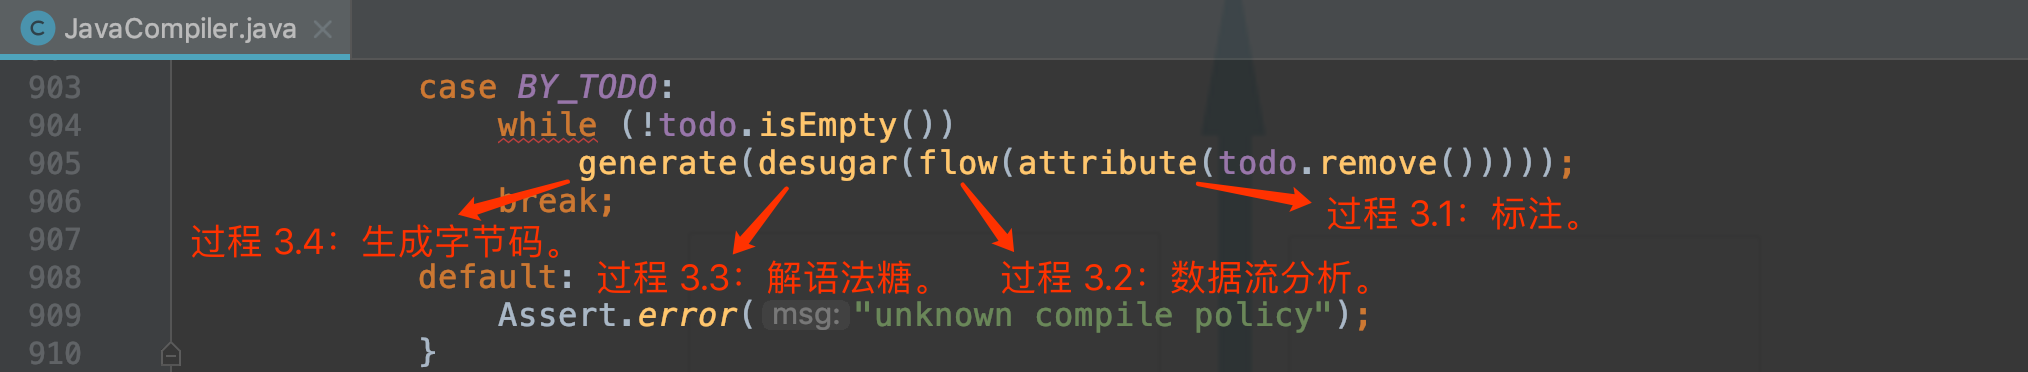 JavaCompiler.java
903 case BY_TODO:
904 while (!todo.isEmpty())
905 generate(desugar(flow(attribute(todo.remove()))));
906 break;
过程 3.1：标注。
907 过程 3.4：生成字节码。
908 default: 过程 3.3：解语法糖。 过程 3.2：数据流分析。
909 Assert.error( msg: "unknown compile policy");
910 }